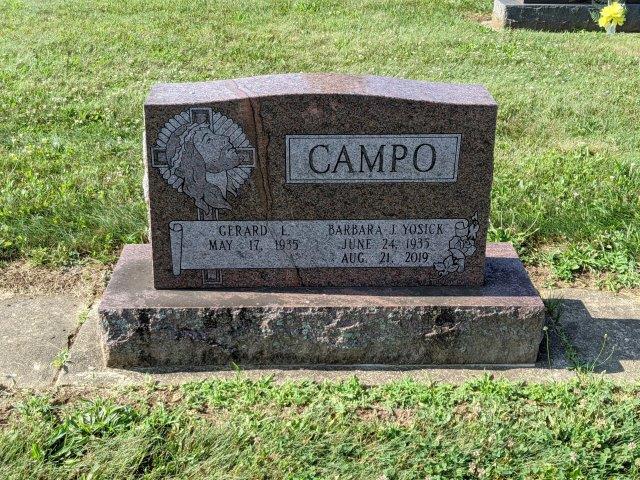 CAMPO
GERARD L.
MAY 17, 1935
BARBARA J. YOSICK
JUNE 24, 1935
AUG. 21, 2019